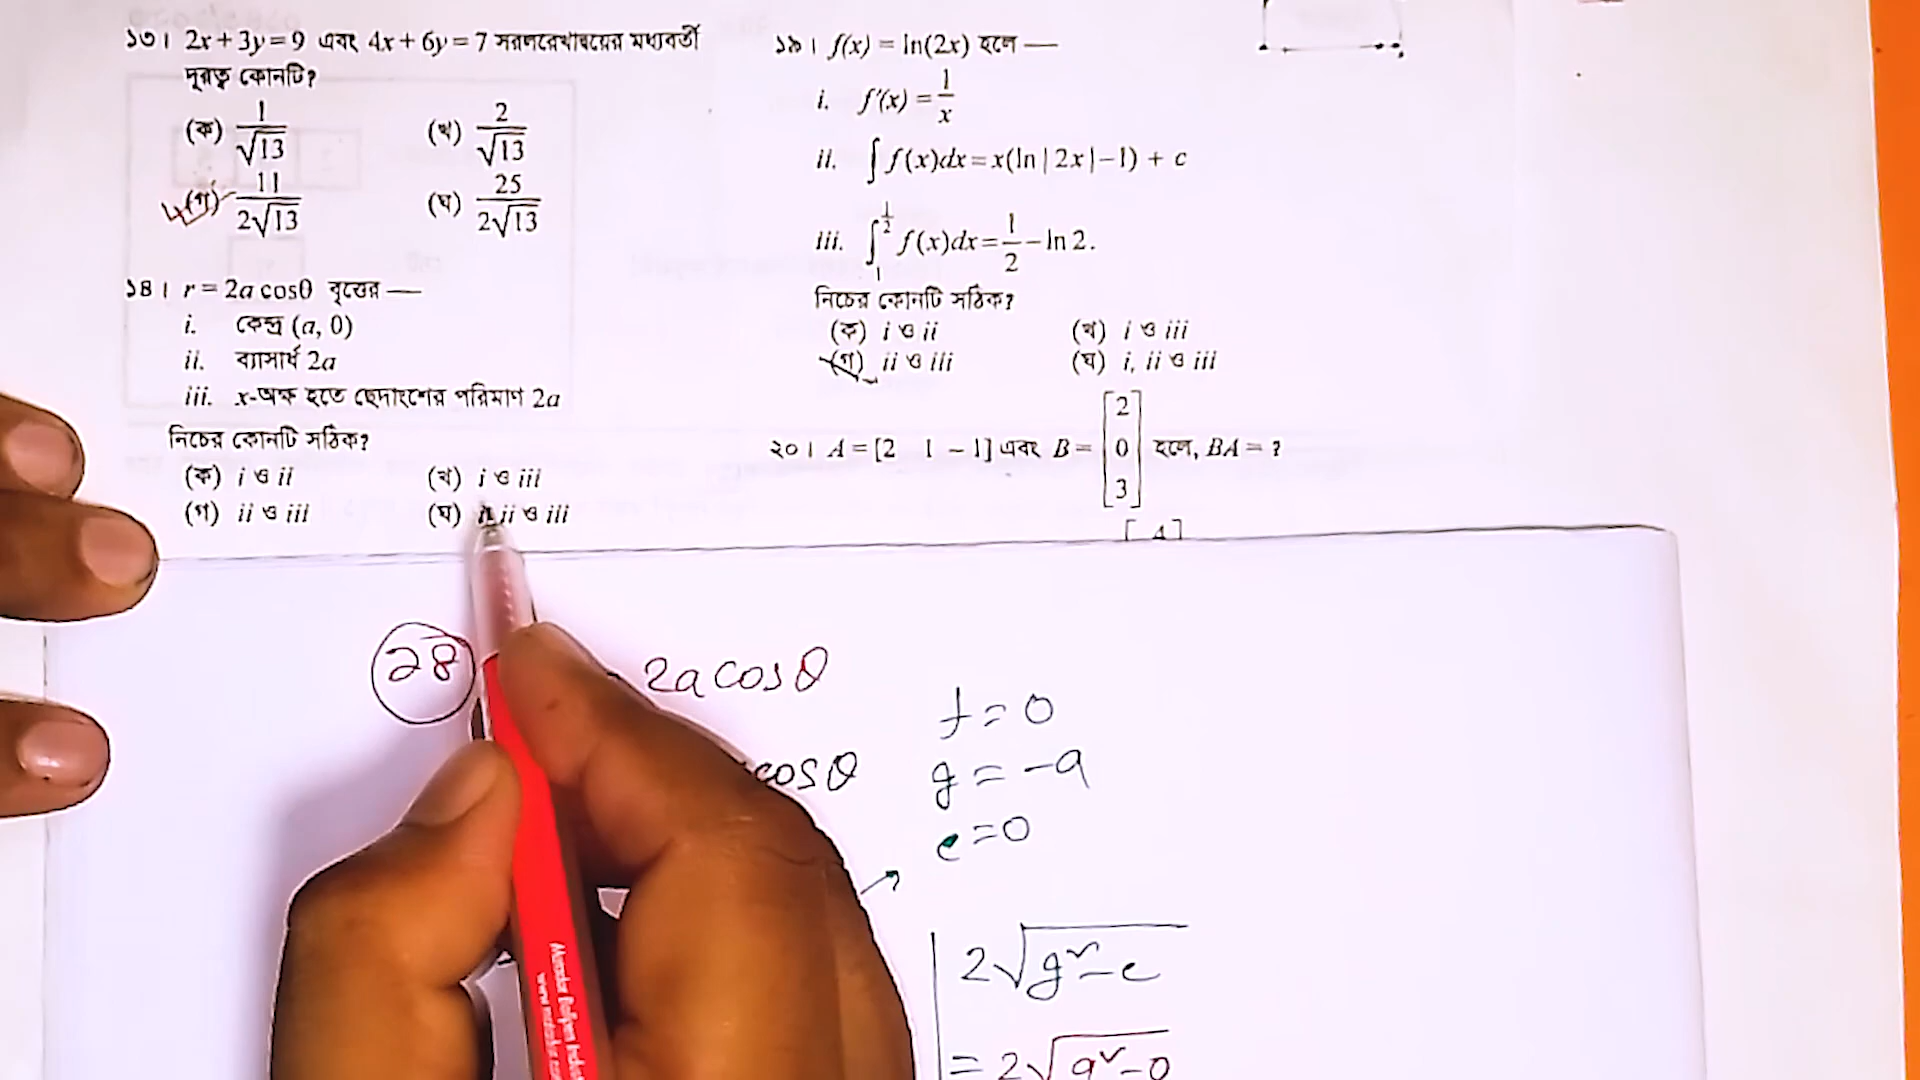 ১৩। 2x + 3y = 9 এবং 4x + 6y = 7 সরলরেখাদ্বয়ের মধ্যবর্তী
দূরত্ব কোনটি?
(ক) 1/√13 (খ) 2/√13
(গ) 11/2√13 (ঘ) 25/2√13
১৪। r = 2a cosθ বৃত্তের —
i. কেন্দ্র (a, 0)
ii. ব্যাসার্ধ 2a
iii. x-অক্ষ হতে ছেদাংশের পরিমাণ 2a
নিচের কোনটি সঠিক?
(ক) i ও ii (খ) i ও iii
(গ) ii ও iii (ঘ) i, ii ও iii
১৯। f(x) = ln(2x) হলে —
i. f′(x) = 1/x
ii. ∫ f(x)dx = x(ln|2x|–1) + c
iii. ∫₁^(1/2) f(x)dx = 1/2 – ln 2.
নিচের কোনটি সঠিক?
(ক) i ও ii (খ) i ও iii
(গ) ii ও iii (ঘ) i, ii ও iii
২০। A = [2 1 –1] এবং B = [2 0 3] হলে, BA = ?
১৪ 2a cosθ
cosθ
f = 0
g = -a
c = 0
2√g²-c
= 2√a²-0